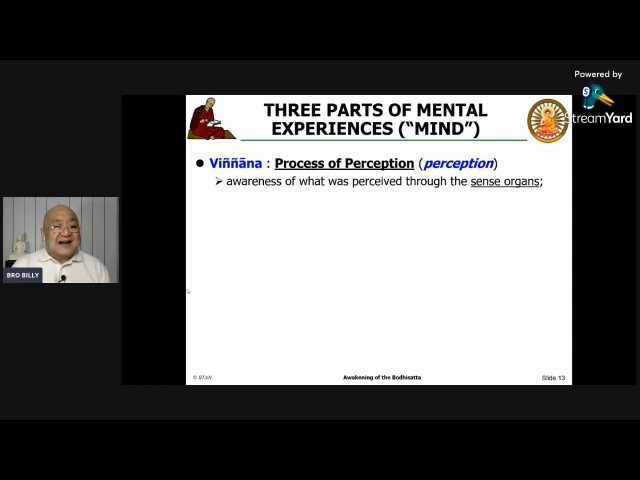 Powered by
StreamYard
THREE PARTS OF MENTAL
EXPERIENCES ("MIND")
● Viññāna : Process of Perception (perception)
➢ awareness of what was perceived through the sense organs;
BRO BILLY
© BTAN
Awakening of the Bodhisatta
Slide 13